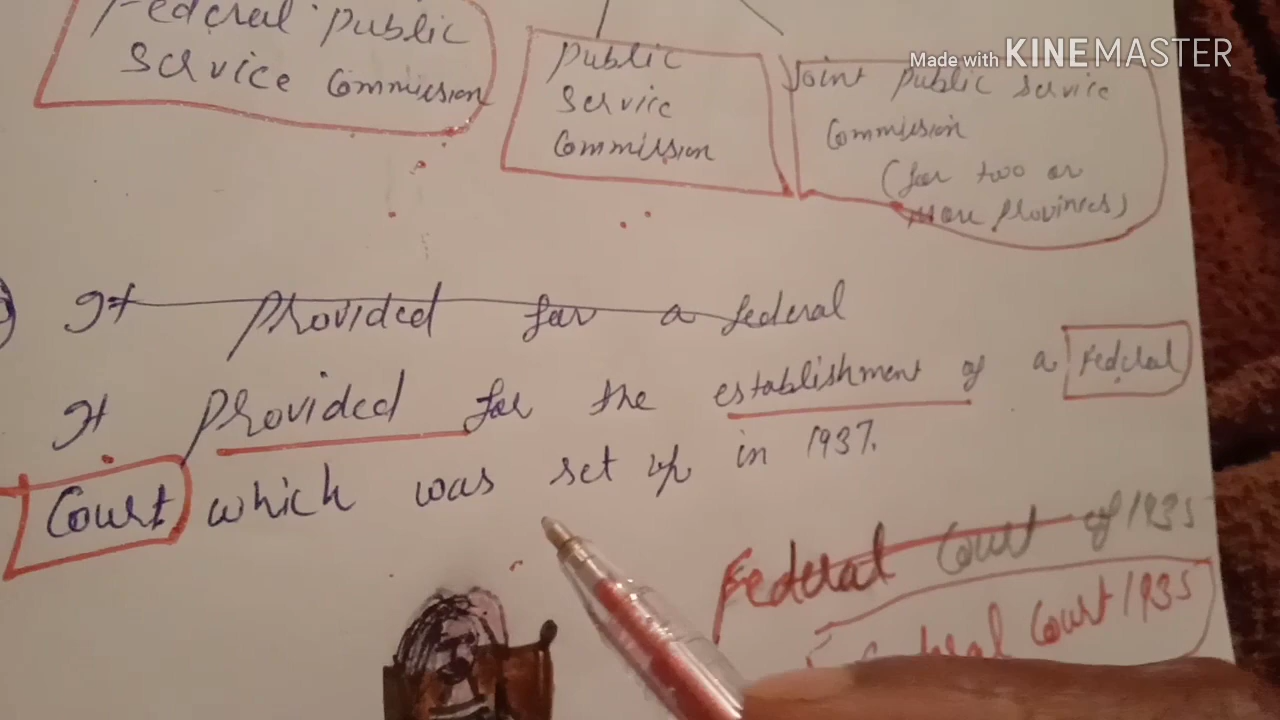 Federal Public
Service Commission
Public
Service
Commission
Joint Public Service
Commission
(for two or
More Provinces)
Made with KINEMASTER
It provided for a federal
It provided for the establishment of a Federal
Court which was set up in 1937.
Federal Court of 1935
Court 1935